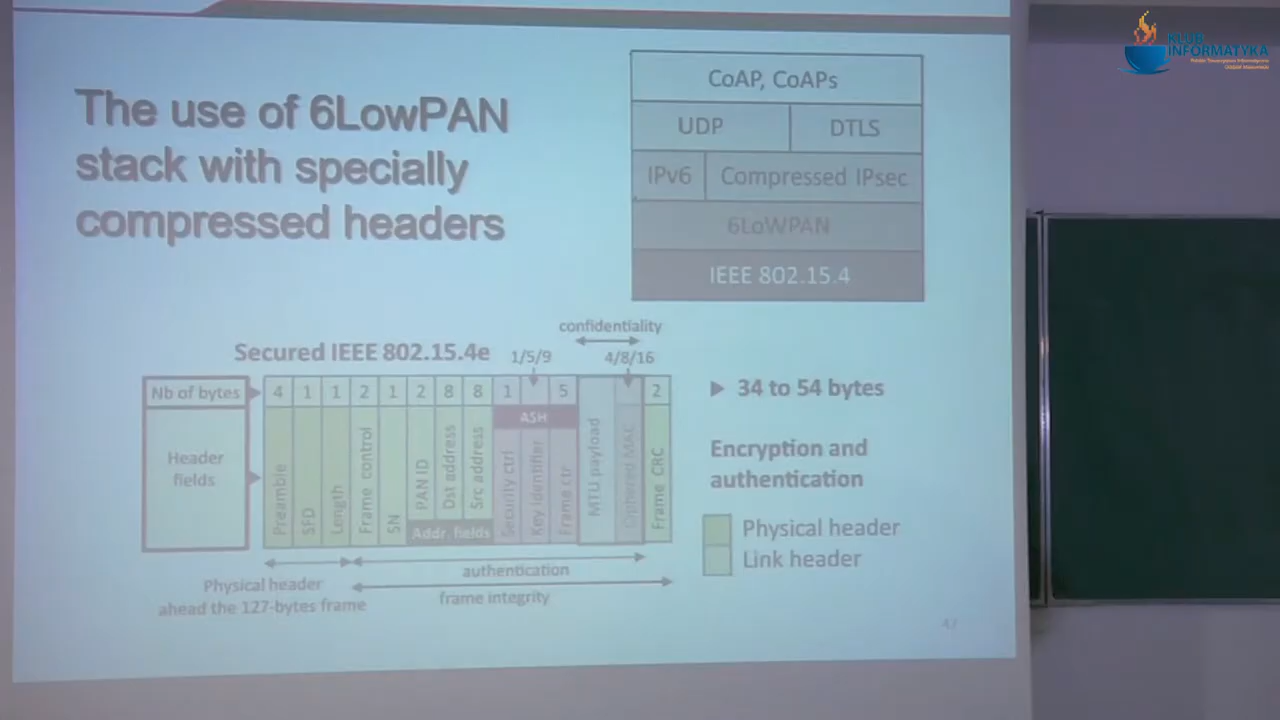 KLUB
INFORMATYKA
The use of 6LowPAN
stack with specially
compressed headers
CoAP, CoAPs
UDP DTLS
IPv6 Compressed IPsec
6LoWPAN
IEEE 802.15.4
confidentiality
Secured IEEE 802.15.4e 1/5/9 4/8/16
Nb of bytes 4 1 1 2 1 2 8 8 1 5 2
ASH
Header
fields
Preamble
SFD
Length
Frame control
SN
PAN ID
Dst address
Src address
Addr. fields
Security ctrl
Key identifier
Frame ctr
MTU payload
Ciphered MAC
Frame CRC
authentication
Physical header
ahead the 127-bytes frame
frame integrity
34 to 54 bytes
Encryption and
authentication
Physical header
Link header
47